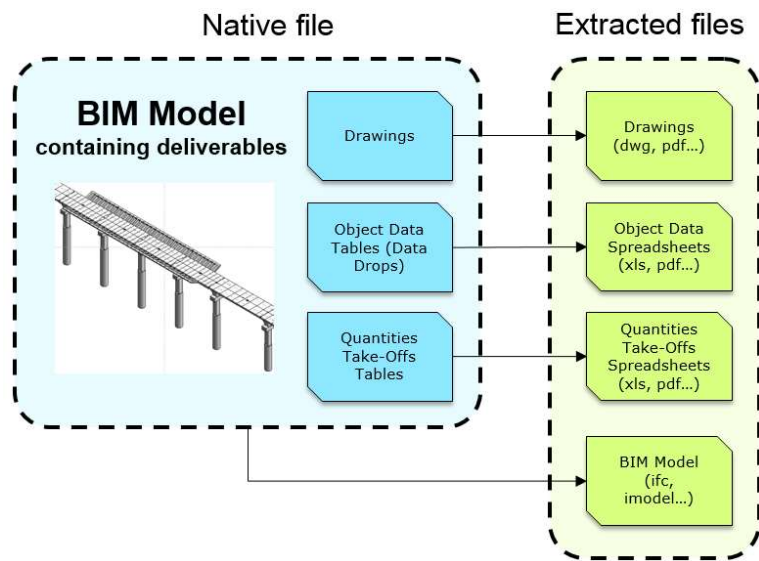 Native file
Extracted files
BIM Model
containing deliverables
Drawings
Drawings
(dwg, pdf...)
Object Data
Tables (Data
Drops)
Object Data
Spreadsheets
(xls, pdf...)
Quantities
Take-Offs
Tables
Quantities
Take-Offs
Spreadsheets
(xls, pdf...)
BIM Model
(ifc,
imodel...)